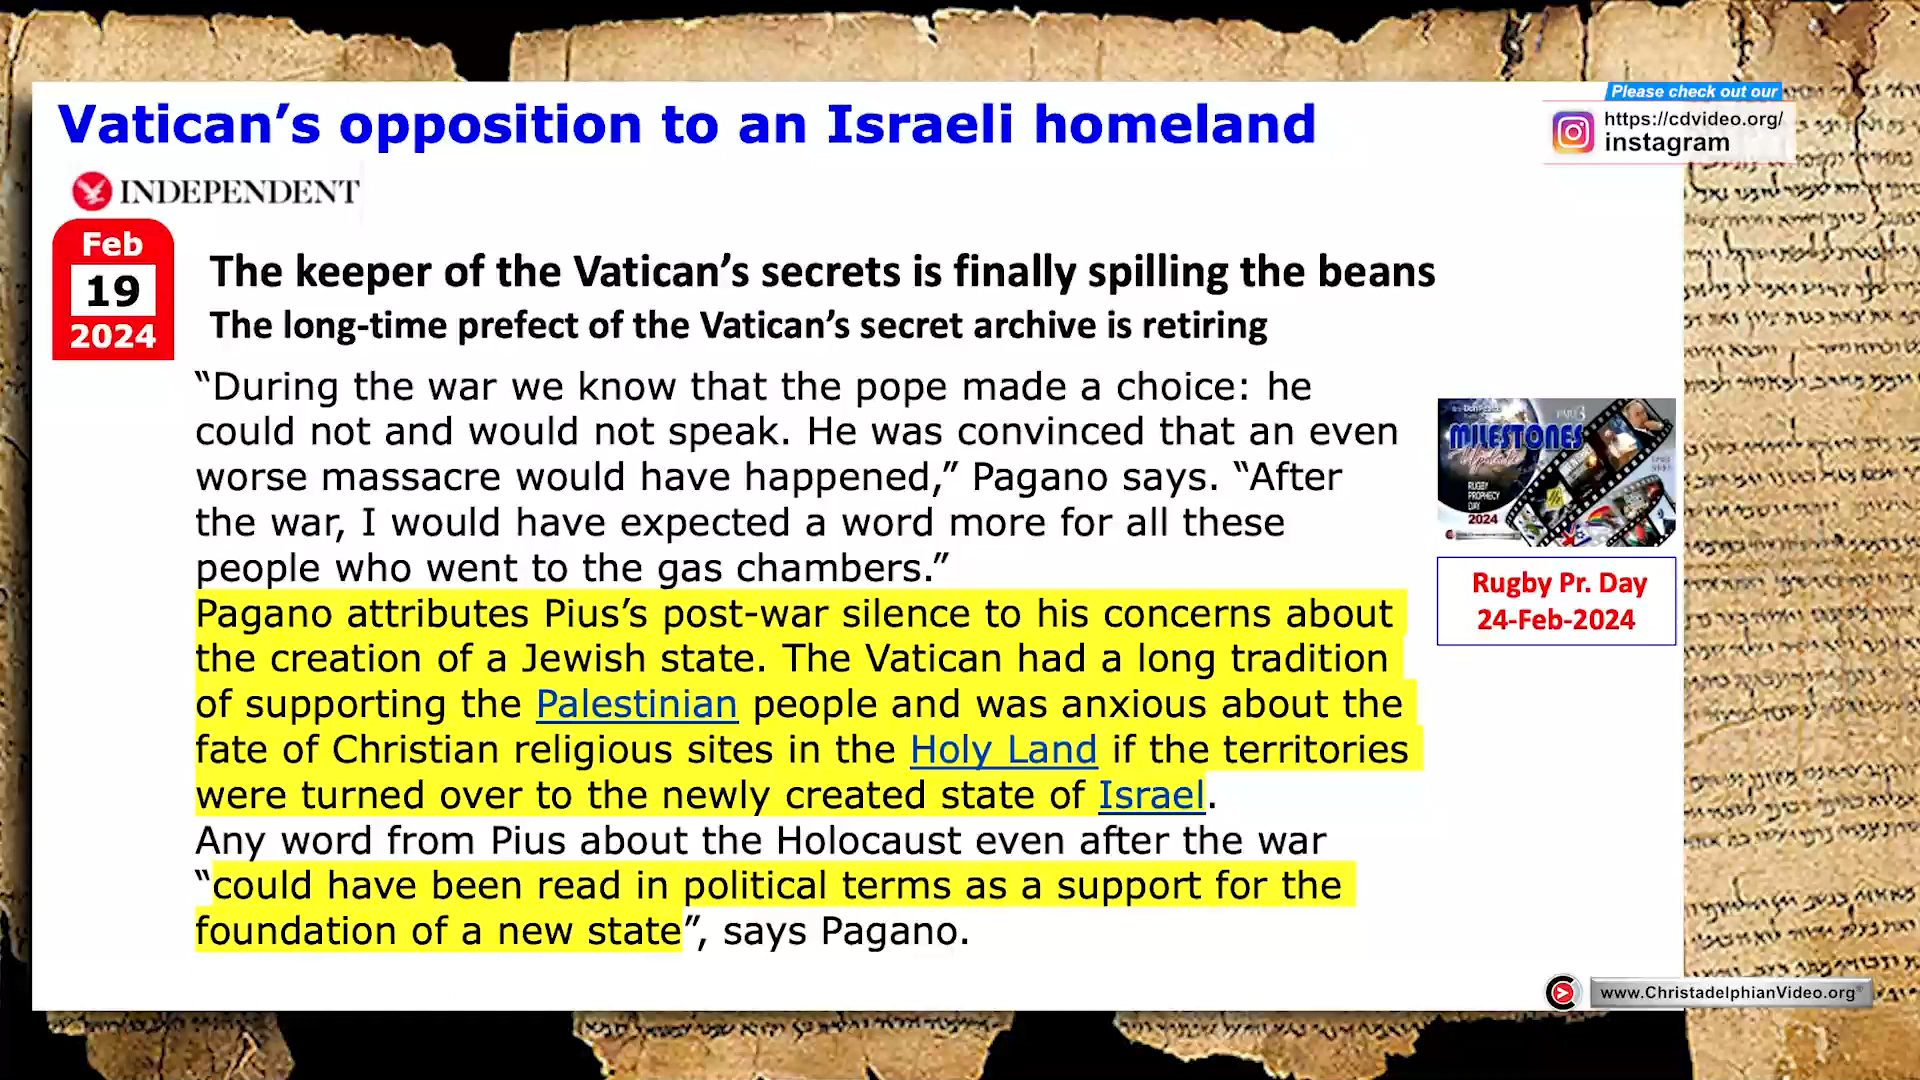 Vatican's opposition to an Israeli homeland
Please check out our
https://cdvideo.org/
instagram
INDEPENDENT
Feb
19
2024
The keeper of the Vatican's secrets is finally spilling the beans
The long-time prefect of the Vatican's secret archive is retiring
“During the war we know that the pope made a choice: he
could not and would not speak. He was convinced that an even
worse massacre would have happened,” Pagano says. “After
the war, I would have expected a word more for all these
people who went to the gas chambers.”
Pagano attributes Pius’s post-war silence to his concerns about
the creation of a Jewish state. The Vatican had a long tradition
of supporting the Palestinian people and was anxious about the
fate of Christian religious sites in the Holy Land if the territories
were turned over to the newly created state of Israel.
Any word from Pius about the Holocaust even after the war
“could have been read in political terms as a support for the
foundation of a new state”, says Pagano.
MILESTONES
Update
RUGBY
PROPHECY
DAY
2024
Rugby Pr. Day
24-Feb-2024
www.ChristadelphianVideo.org